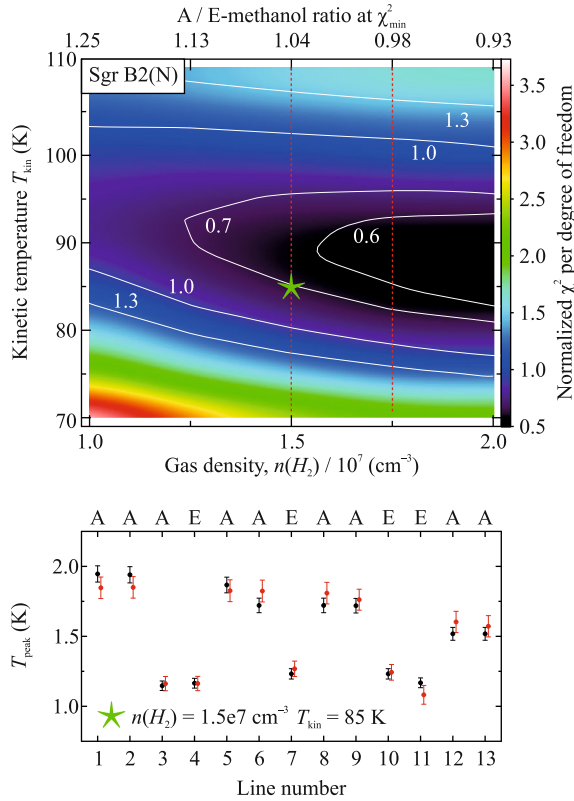 A / E-methanol ratio at χ²min
1.25 1.13 1.04 0.98 0.93
Sgr B2(N)
110
100
90
80
70
Kinetic temperature Tkin (K)
1.3
1.0
0.7
0.6
1.0
1.3
3.5
3.0
2.5
2.0
1.5
1.0
0.5
Normalized χ² per degree of freedom
1.0 1.5 2.0
Gas density, n(H2) / 10⁷ (cm⁻³)
A A A E A A E A A E E A A
2.0
1.5
1.0
Tpeak (K)
n(H2) = 1.5e7 cm⁻³ Tkin = 85 K
1 2 3 4 5 6 7 8 9 10 11 12 13
Line number